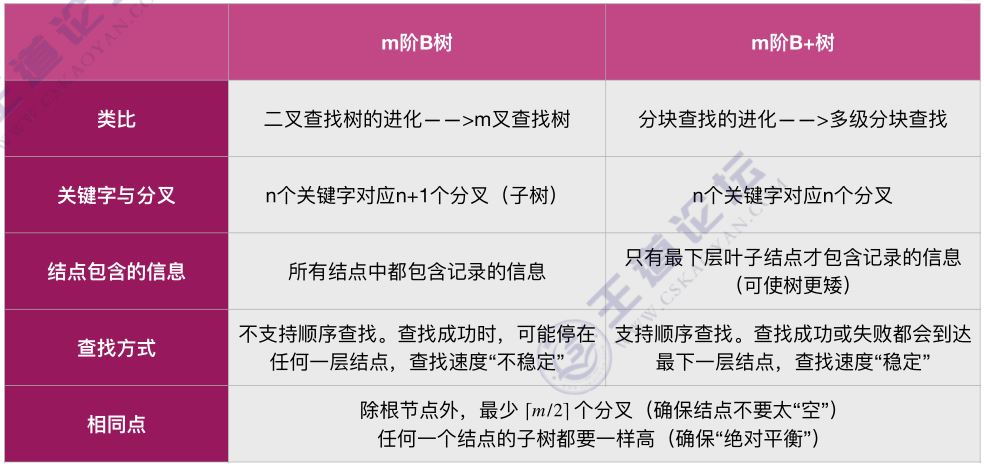 m阶B树
m阶B+树
类比
二叉查找树的进化——>m叉查找树
分块查找的进化——>多级分块查找
关键字与分叉
n个关键字对应n+1个分叉（子树）
n个关键字对应n个分叉
结点包含的信息
所有结点中都包含记录的信息
只有最下层叶子结点才包含记录的信息
（可使树更矮）
查找方式
不支持顺序查找。查找成功时，可能停在
任何一层结点，查找速度“不稳定”
支持顺序查找。查找成功或失败都会到达
最下一层结点，查找速度“稳定”
相同点
除根节点外，最少 ⌈m/2⌉ 个分叉（确保结点不要太“空”）
任何一个结点的子树都要一样高（确保“绝对平衡”）
王道论坛
WWW.CSKAOYAN.COM
王道论坛
WWW.CSKAOYAN.COM